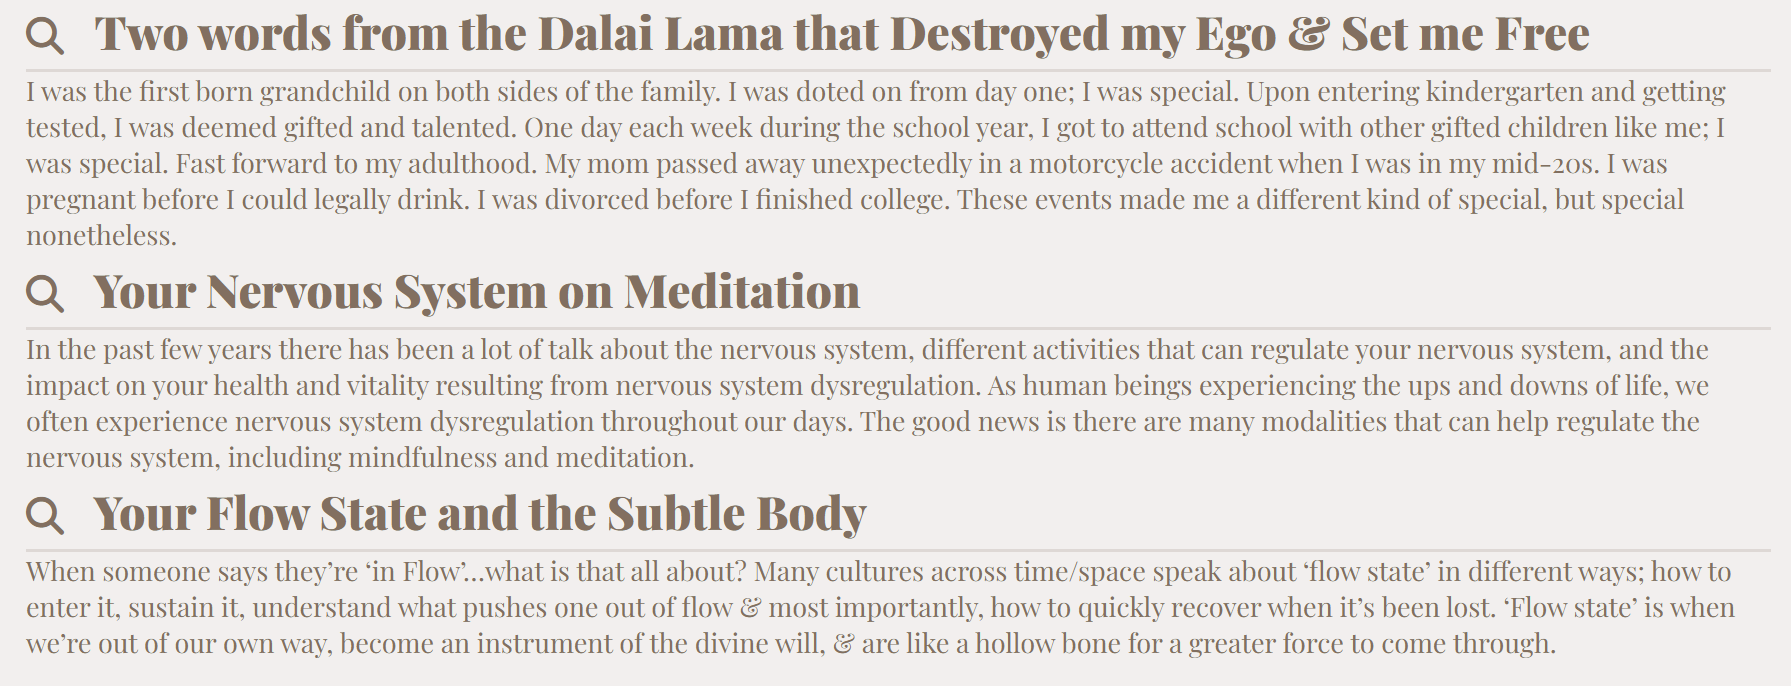 Two words from the Dalai Lama that Destroyed my Ego & Set me Free
I was the first born grandchild on both sides of the family. I was doted on from day one; I was special. Upon entering kindergarten and getting
tested, I was deemed gifted and talented. One day each week during the school year, I got to attend school with other gifted children like me; I
was special. Fast forward to my adulthood. My mom passed away unexpectedly in a motorcycle accident when I was in my mid-20s. I was
pregnant before I could legally drink. I was divorced before I finished college. These events made me a different kind of special, but special
nonetheless.
Your Nervous System on Meditation
In the past few years there has been a lot of talk about the nervous system, different activities that can regulate your nervous system, and the
impact on your health and vitality resulting from nervous system dysregulation. As human beings experiencing the ups and downs of life, we
often experience nervous system dysregulation throughout our days. The good news is there are many modalities that can help regulate the
nervous system, including mindfulness and meditation.
Your Flow State and the Subtle Body
When someone says they’re ‘in Flow’...what is that all about? Many cultures across time/space speak about ‘flow state’ in different ways; how to
enter it, sustain it, understand what pushes one out of flow & most importantly, how to quickly recover when it’s been lost. ‘Flow state’ is when
we’re out of our own way, become an instrument of the divine will, & are like a hollow bone for a greater force to come through.